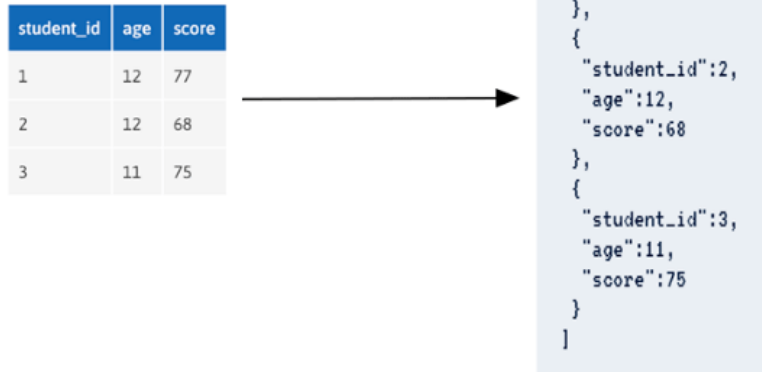 student_id age score
1 12 77
2 12 68
3 11 75
},
{
"student_id":2,
"age":12,
"score":68
},
{
"student_id":3,
"age":11,
"score":75
}
]